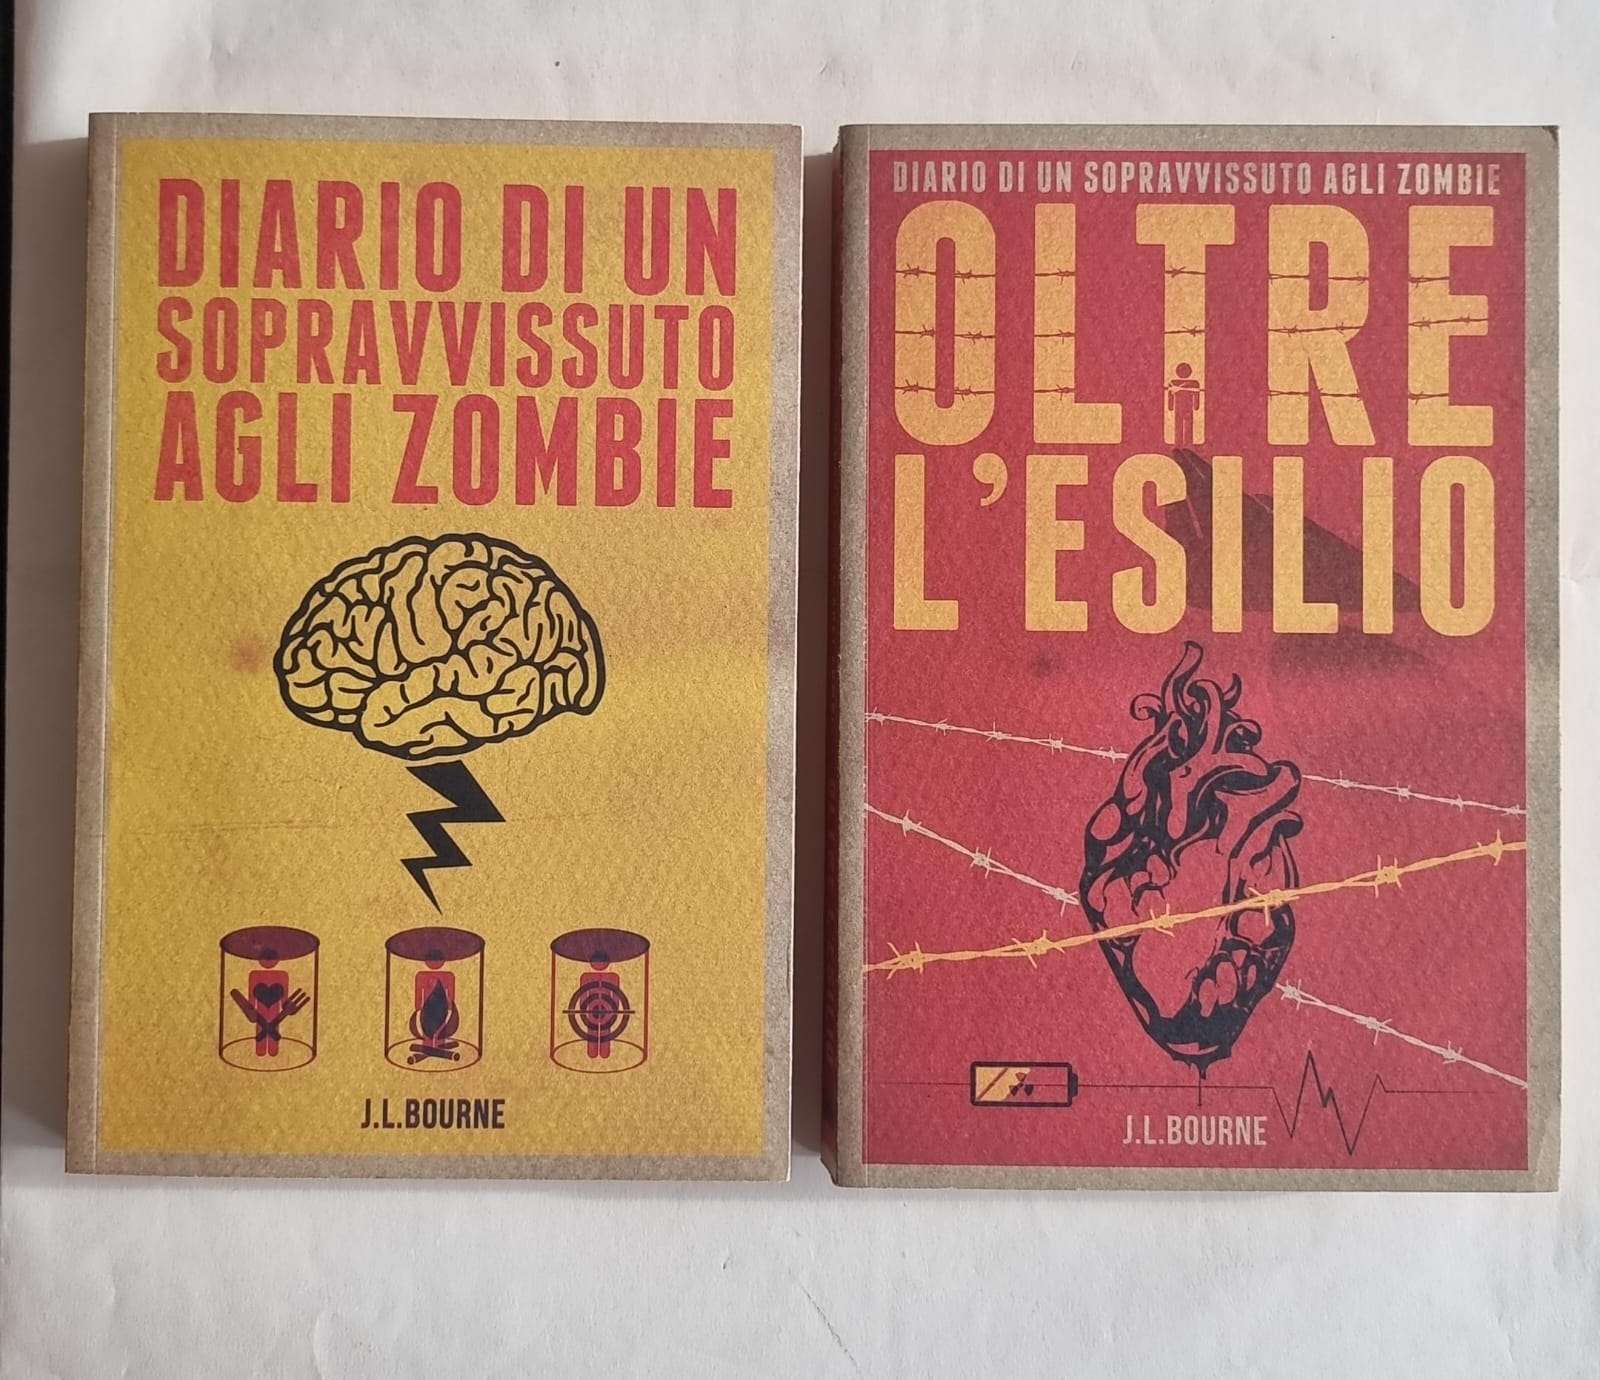 DIARIO DI UN
SOPRAVVISSUTO
AGLI ZOMBIE
J.L.BOURNE
DIARIO DI UN SOPRAVVISSUTO AGLI ZOMBIE
OLTRE
L'ESILIO
J.L.BOURNE